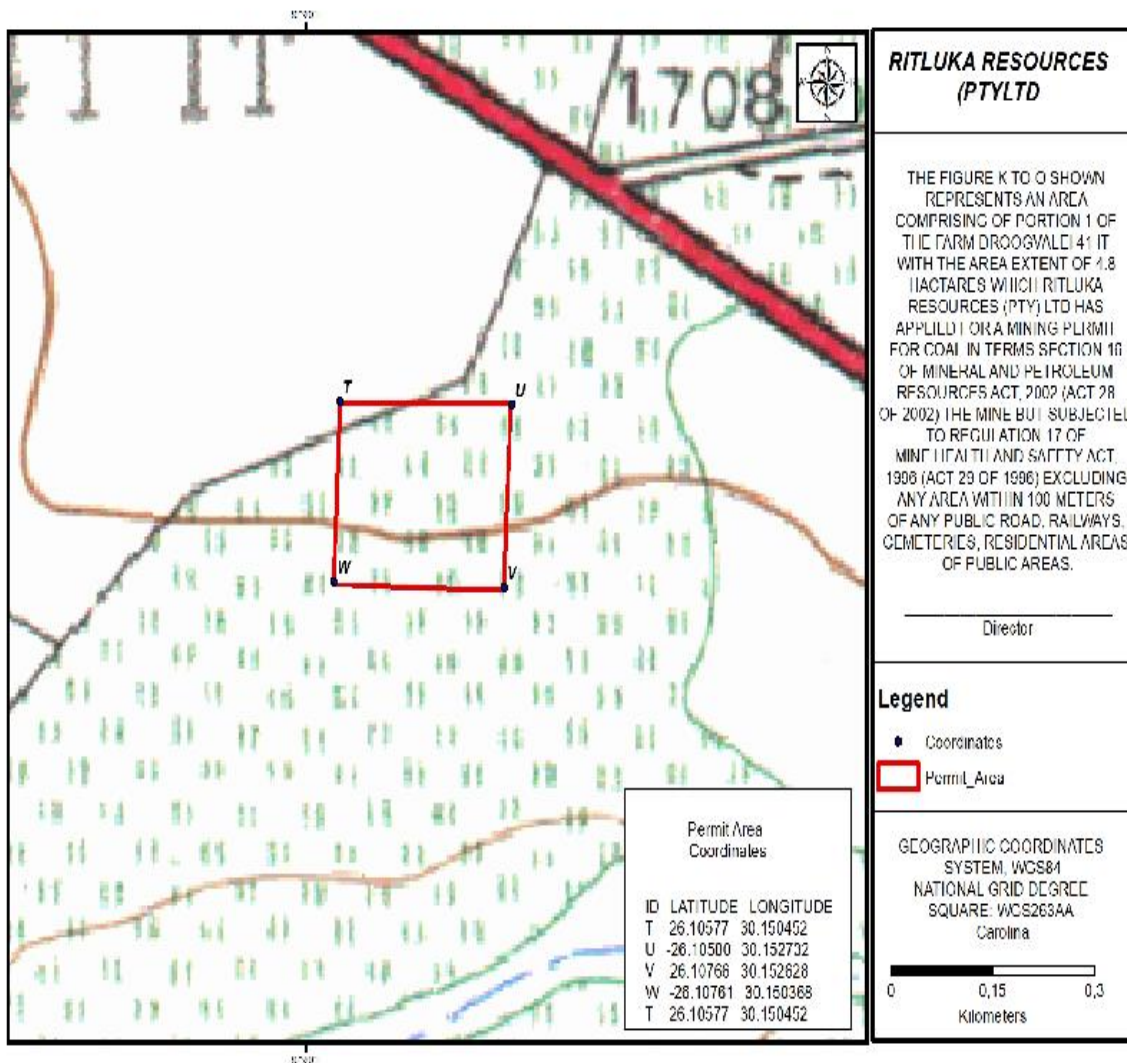 1708
T
U
W
V
Permit Area
Coordinates
ID LATITUDE LONGITUDE
T 26.10577 30.150452
U -26.10580 30.152732
V 26.10766 30.152628
W -26.10761 30.150368
T 26.10577 30.150452
RITLUKA RESOURCES
(PTYLTD
THE FIGURE K TO O SHOWN
REPRESENTS AN AREA
COMPRISING OF PORTION 1 OF
THE FARM DROOGVALEI 41 IT
WITH THE AREA EXTENT OF 4.8
HACTARES WHICH RITLUKA
RESOURCES (PTY) LTD HAS
APPLIED FOR A MINING PERMIT
FOR COAL IN TERMS SECTION 16
OF MINERAL AND PETROLEUM
RESOURCES ACT, 2002 (ACT 28
OF 2002) THE MINE BUT SUBJECTED
TO REGULATION 17 OF
MINE HEALTH AND SAFETY ACT,
1996 (ACT 29 OF 1996) EXCLUDING
ANY AREA WITHIN 100 METERS
OF ANY PUBLIC ROAD, RAILWAYS,
CEMETERIES, RESIDENTIAL AREAS
OF PUBLIC AREAS.
Director
Legend
Coordinates
Permit_Area
GEOGRAPHIC COORDINATES
SYSTEM, WGS84
NATIONAL GRID DEGREE
SQUARE: WGS263AA
Carolina
0 0,15 0,3
Kilometers